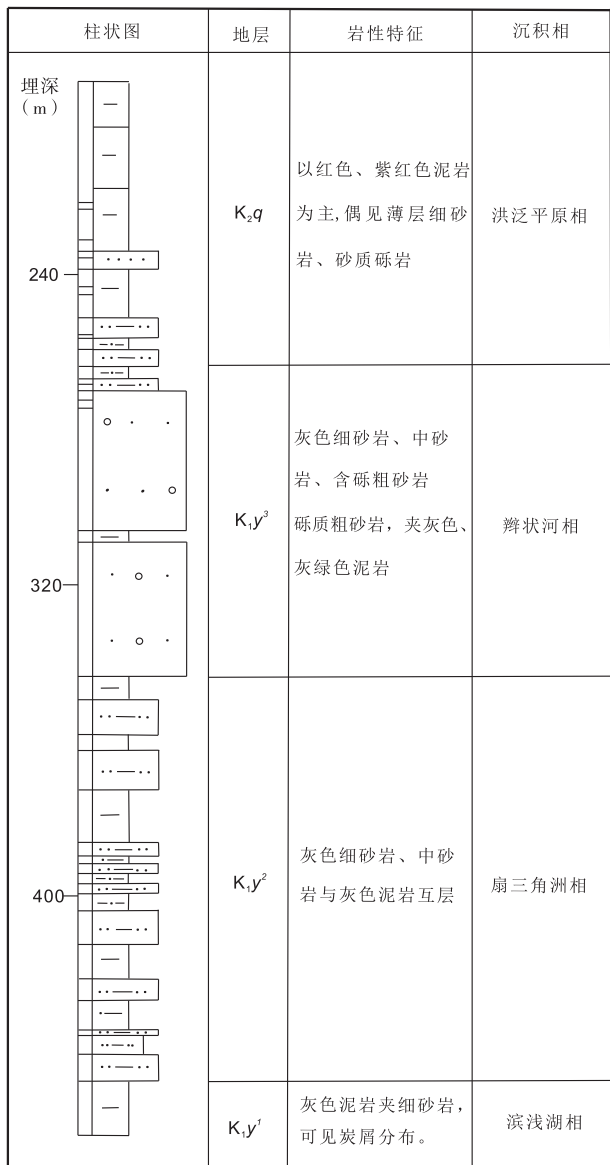 柱状图 地层 岩性特征 沉积相
埋深
(m)
240
320
400
K₂q
以红色、紫红色泥岩
为主,偶见薄层细砂
岩、砂质砾岩
洪泛平原相
K₁y³
灰色细砂岩、中砂
岩、含砾粗砂岩
砾质粗砂岩，夹灰色、
灰绿色泥岩
辫状河相
K₁y²
灰色细砂岩、中砂
岩与灰色泥岩互层
扇三角洲相
K₁y¹
灰色泥岩夹细砂岩，
可见炭屑分布。
滨浅湖相